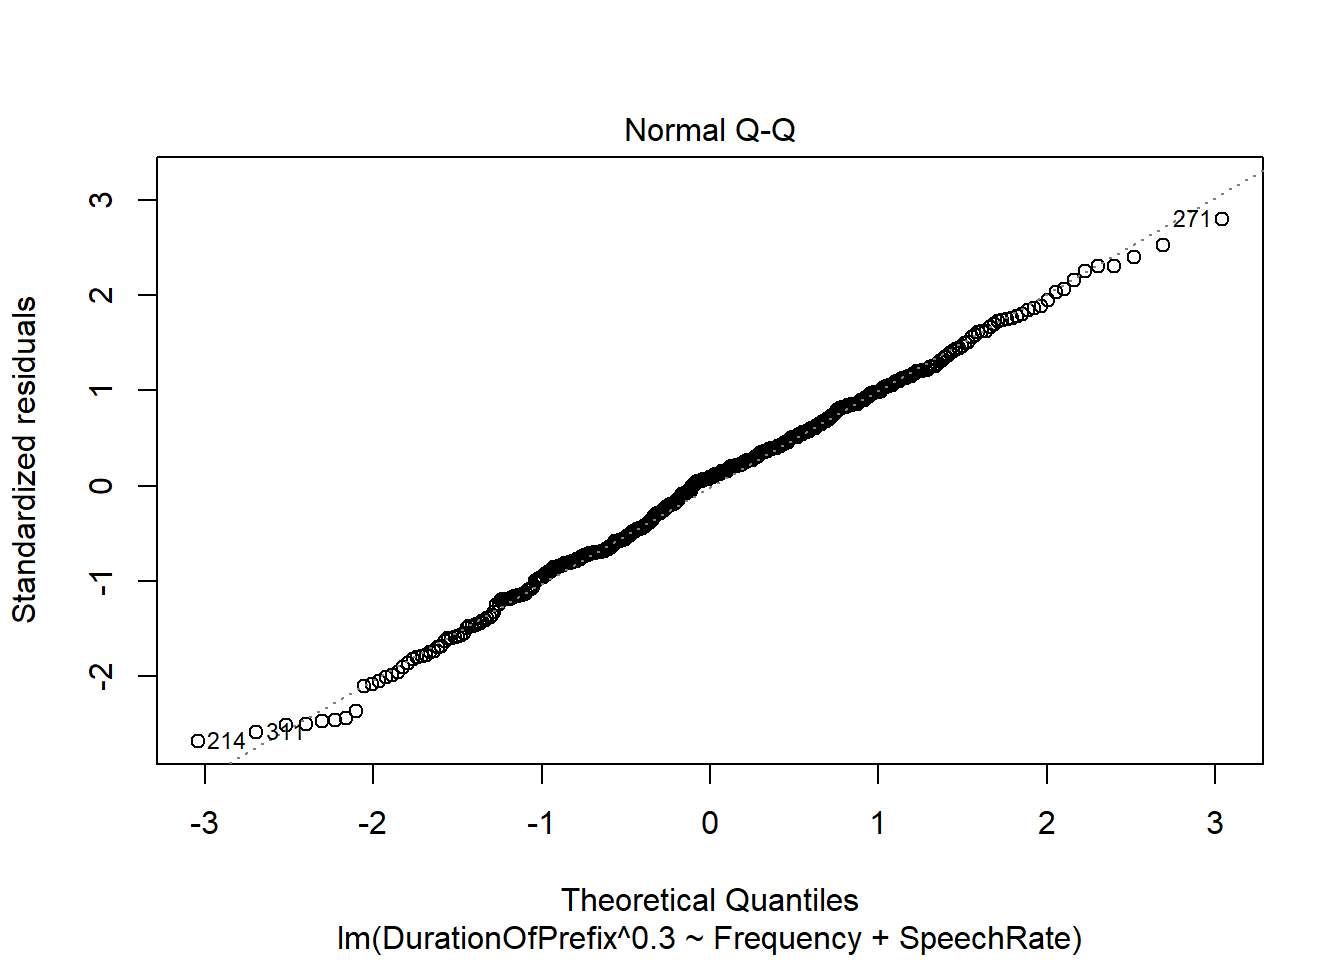 Normal Q-Q
Standardized residuals
3
2
1
0
-1
-2
271
214
311
-3 -2 -1 0 1 2 3
Theoretical Quantiles
lm(DurationOfPrefix^0.3 ~ Frequency + SpeechRate)